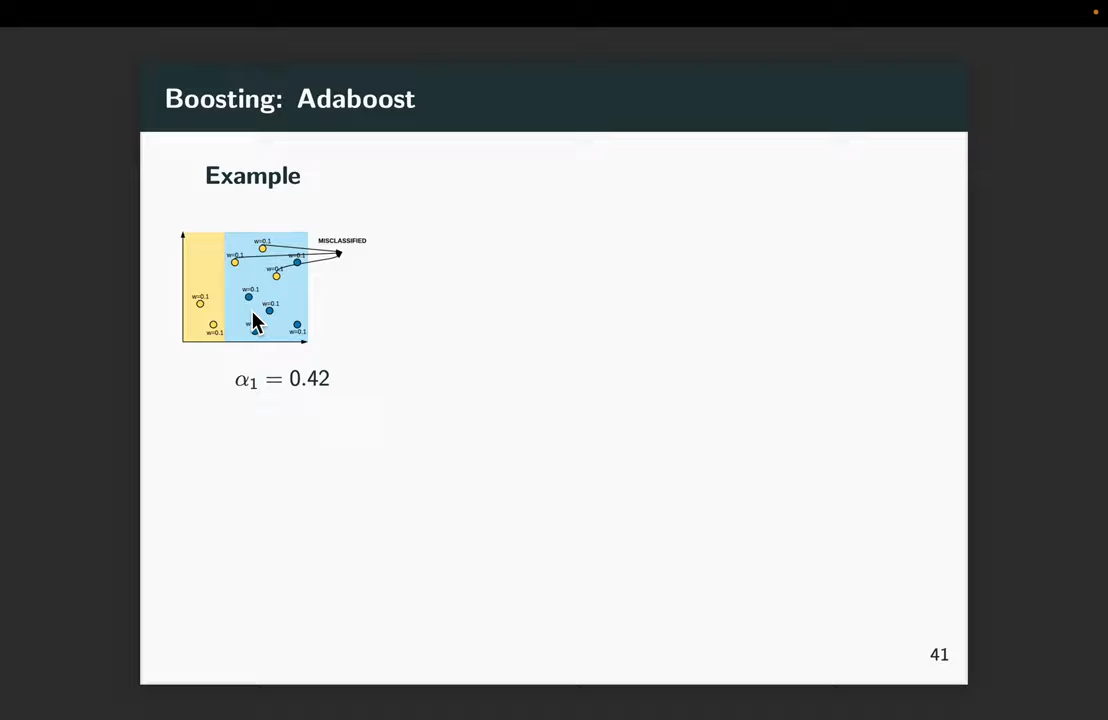 Boosting: Adaboost
Example
w=0.1
MISCLASSIFIED
w=0.1
w=0.1
w=0.1
w=0.1
w=0.1
w=0.1
w=0.1
w=0.1
α₁ = 0.42
41